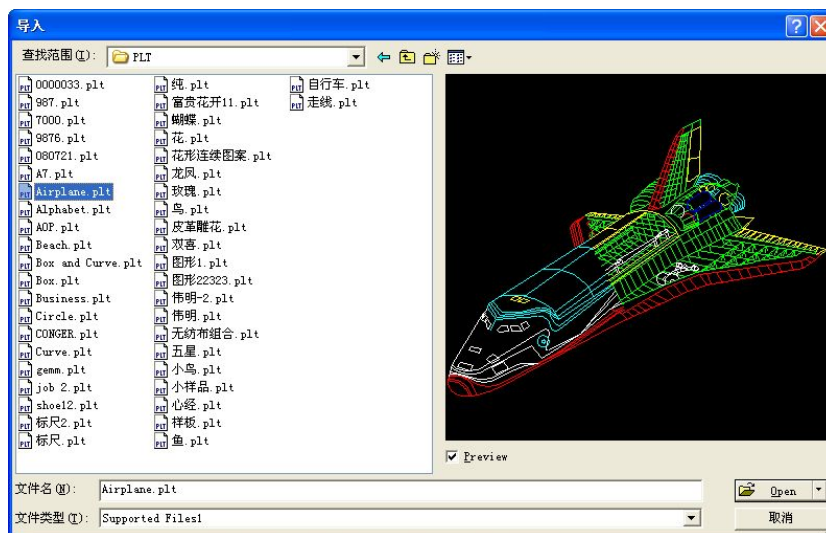 导入
查找范围(I): PLT
0000033.plt
987.plt
7000.plt
9876.plt
080721.plt
A7.plt
Airplane.plt
Alphabet.plt
AOP.plt
Beach.plt
Box and Curve.plt
Box.plt
Business.plt
Circle.plt
CONGER.plt
Curve.plt
gemm.plt
job 2.plt
shoe12.plt
标尺2.plt
标尺.plt
纯.plt
富贵花开11.plt
蝴蝶.plt
花.plt
花形连续图案.plt
龙凤.plt
玫瑰.plt
鸟.plt
皮革雕花.plt
双喜.plt
图形1.plt
图形22323.plt
伟明-2.plt
伟明.plt
无纺布组合.plt
五星.plt
小鸟.plt
小样品.plt
心经.plt
样板.plt
鱼.plt
自行车.plt
走线.plt
Preview
文件名(N): Airplane.plt
Open
文件类型(T): Supported Files1
取消